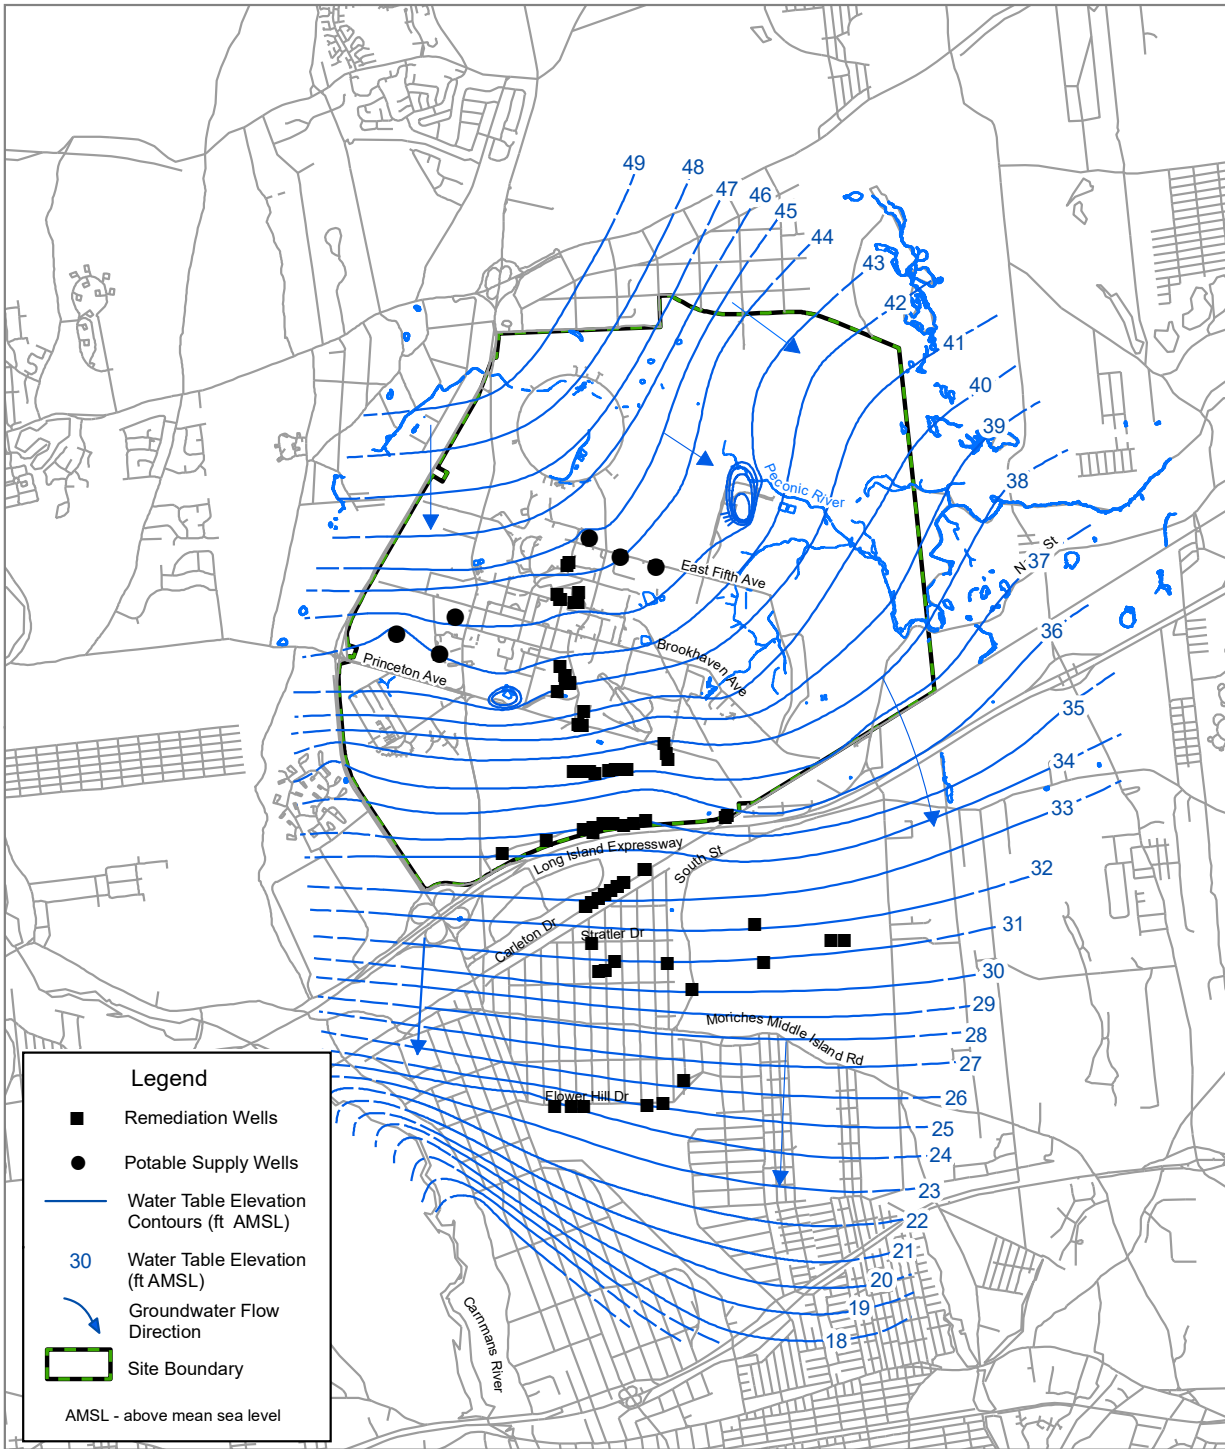 49
48
47
46
45
44
43
42
41
40
39
38
37
36
35
34
33
32
31
30
29
28
27
26
25
24
23
22
21
20
19
18
Peconic River
East Fifth Ave
Brookhaven Ave
Princeton Ave
N
St
Long Island Expressway
South St
Carleton Dr
Stratler Dr
Moriches Middle Island Rd
Flower Hill Dr
Carmmans River
Legend
Remediation Wells
Potable Supply Wells
Water Table Elevation
Contours (ft AMSL)
30
Water Table Elevation
(ft AMSL)
Groundwater Flow
Direction
Site Boundary
AMSL - above mean sea level